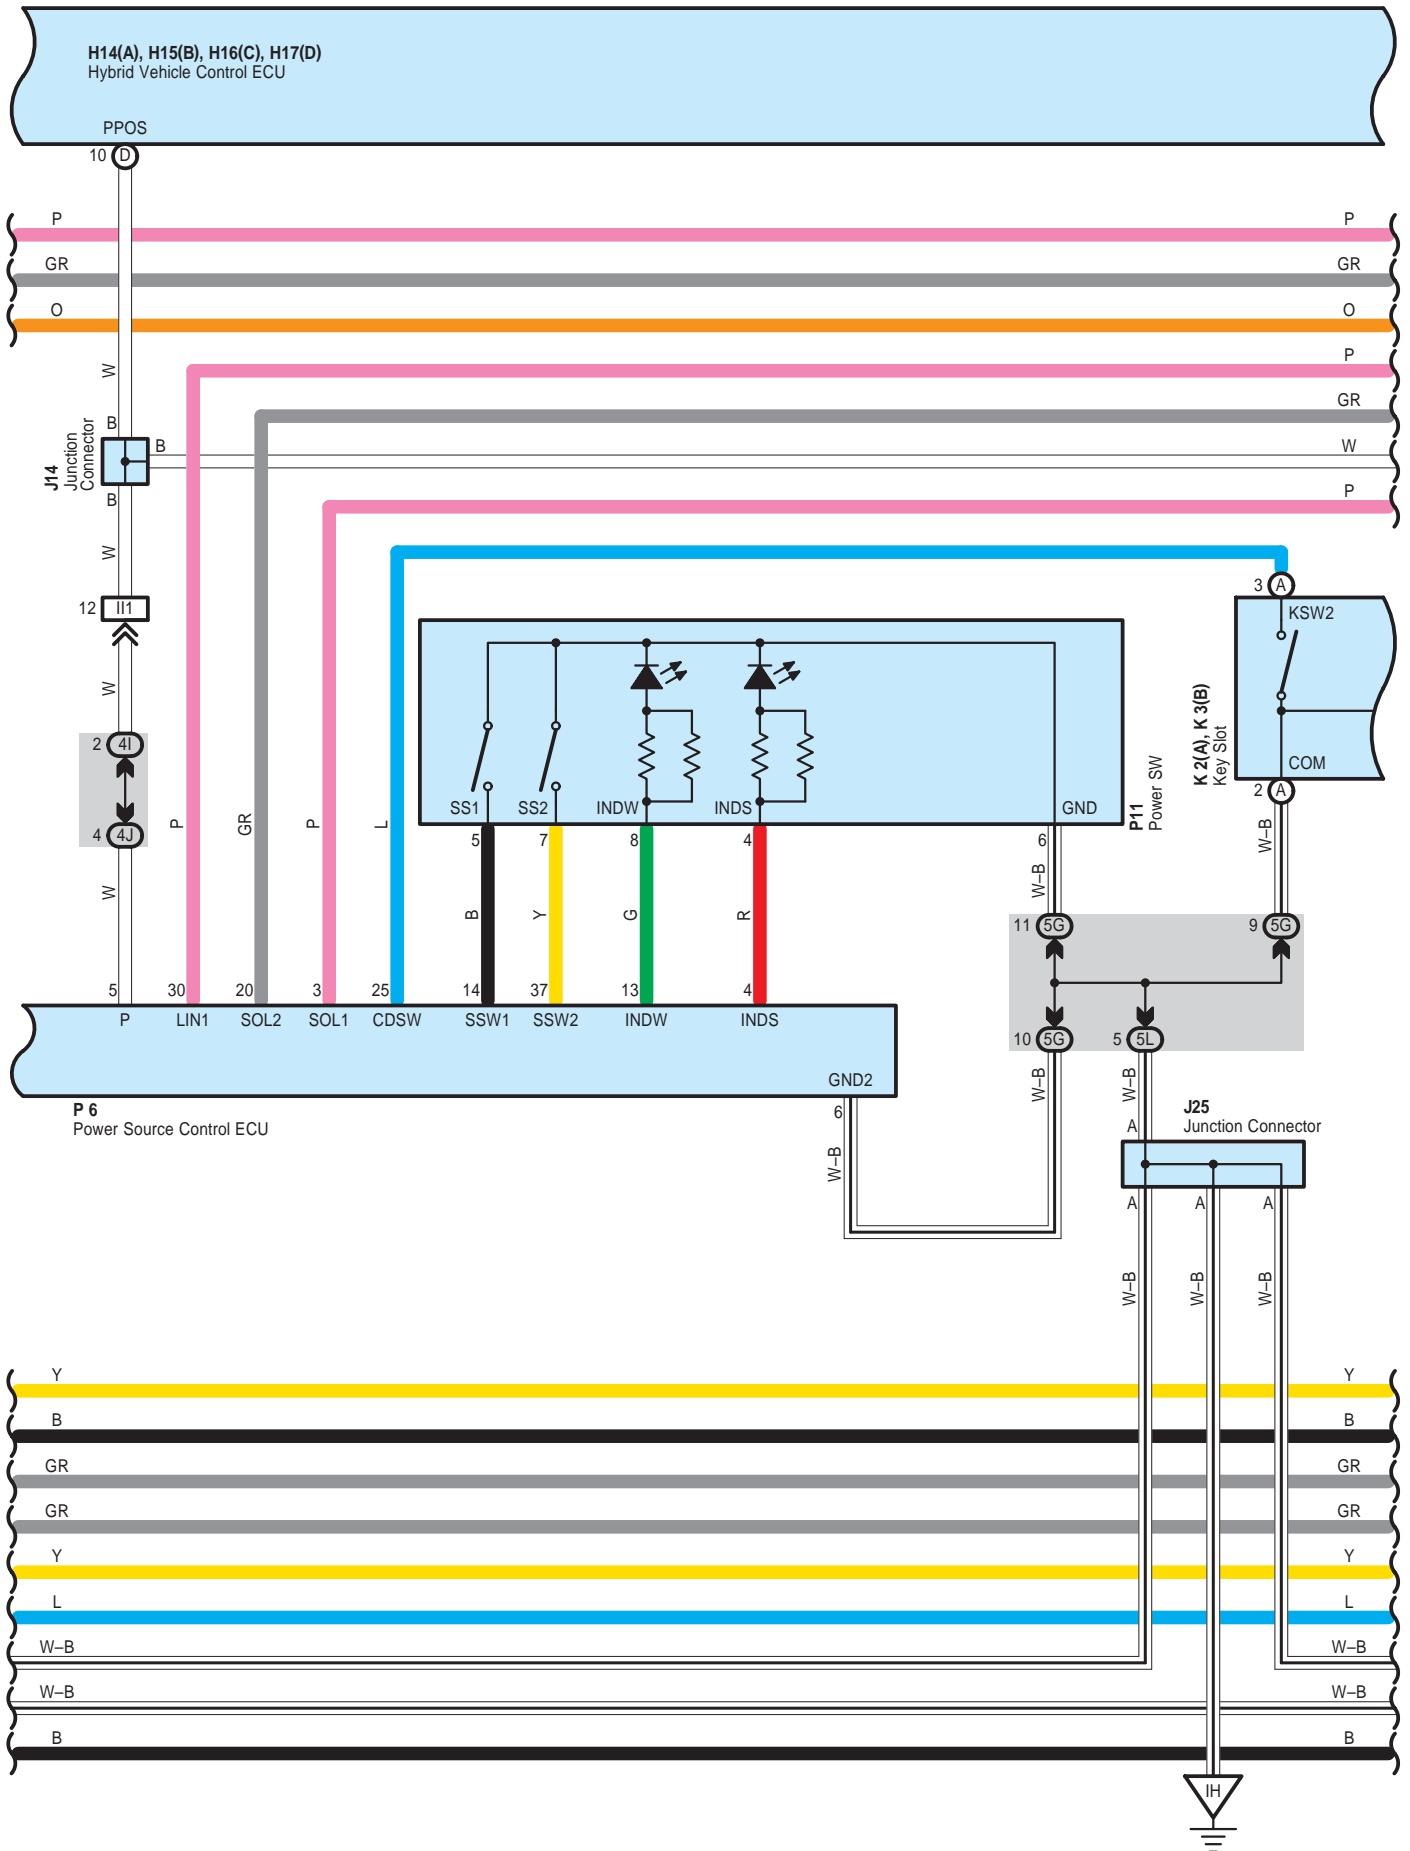 H14(A), H15(B), H16(C), H17(D)
Hybrid Vehicle Control ECU
PPOS
10 D
P P
GR GR
O O
W P
GR
B
B W
J14
Junction
Connector
B P
W
3 A
12 II1
KSW2
W
K 2(A), K 3(B)
Key Slot
2 4I
COM
2 A
SS1 SS2 INDW INDS GND
P11
Power SW
4 4J
P GR P L
5 7 8 4 6
W–B
W–B
W B Y G R
11 5G 9 5G
5 30 20 3 25 14 37 13 4
P LIN1 SOL2 SOL1 CDSW SSW1 SSW2 INDW INDS
10 5G 5 5L
GND2
P 6
Power Source Control ECU
6
W–B
W–B W–B
J25
Junction Connector
A
A A A
W–B W–B W–B
Y Y
B B
GR GR
GR GR
Y Y
L L
W–B W–B
W–B W–B
B B
IH